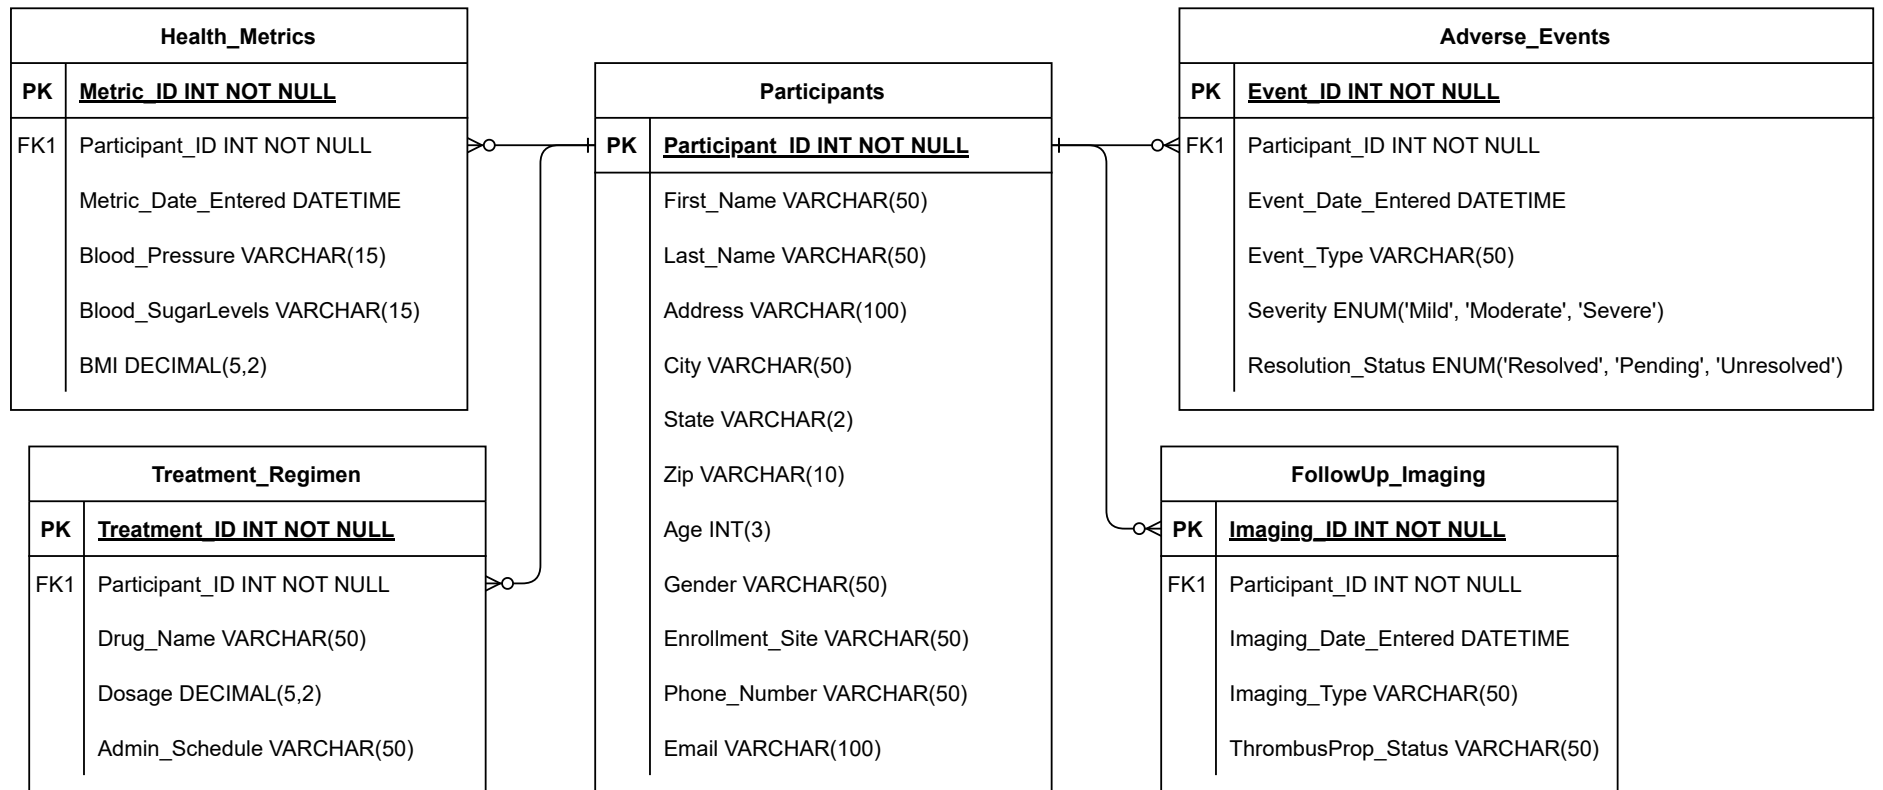 Health_Metrics
PK Metric_ID INT NOT NULL
FK1 Participant_ID INT NOT NULL
Metric_Date_Entered DATETIME
Blood_Pressure VARCHAR(15)
Blood_SugarLevels VARCHAR(15)
BMI DECIMAL(5,2)
Treatment_Regimen
PK Treatment_ID INT NOT NULL
FK1 Participant_ID INT NOT NULL
Drug_Name VARCHAR(50)
Dosage DECIMAL(5,2)
Admin_Schedule VARCHAR(50)
Participants
PK Participant_ID INT NOT NULL
First_Name VARCHAR(50)
Last_Name VARCHAR(50)
Address VARCHAR(100)
City VARCHAR(50)
State VARCHAR(2)
Zip VARCHAR(10)
Age INT(3)
Gender VARCHAR(50)
Enrollment_Site VARCHAR(50)
Phone_Number VARCHAR(50)
Email VARCHAR(100)
Adverse_Events
PK Event_ID INT NOT NULL
FK1 Participant_ID INT NOT NULL
Event_Date_Entered DATETIME
Event_Type VARCHAR(50)
Severity ENUM('Mild', 'Moderate', 'Severe')
Resolution_Status ENUM('Resolved', 'Pending', 'Unresolved')
FollowUp_Imaging
PK Imaging_ID INT NOT NULL
FK1 Participant_ID INT NOT NULL
Imaging_Date_Entered DATETIME
Imaging_Type VARCHAR(50)
ThrombusProp_Status VARCHAR(50)